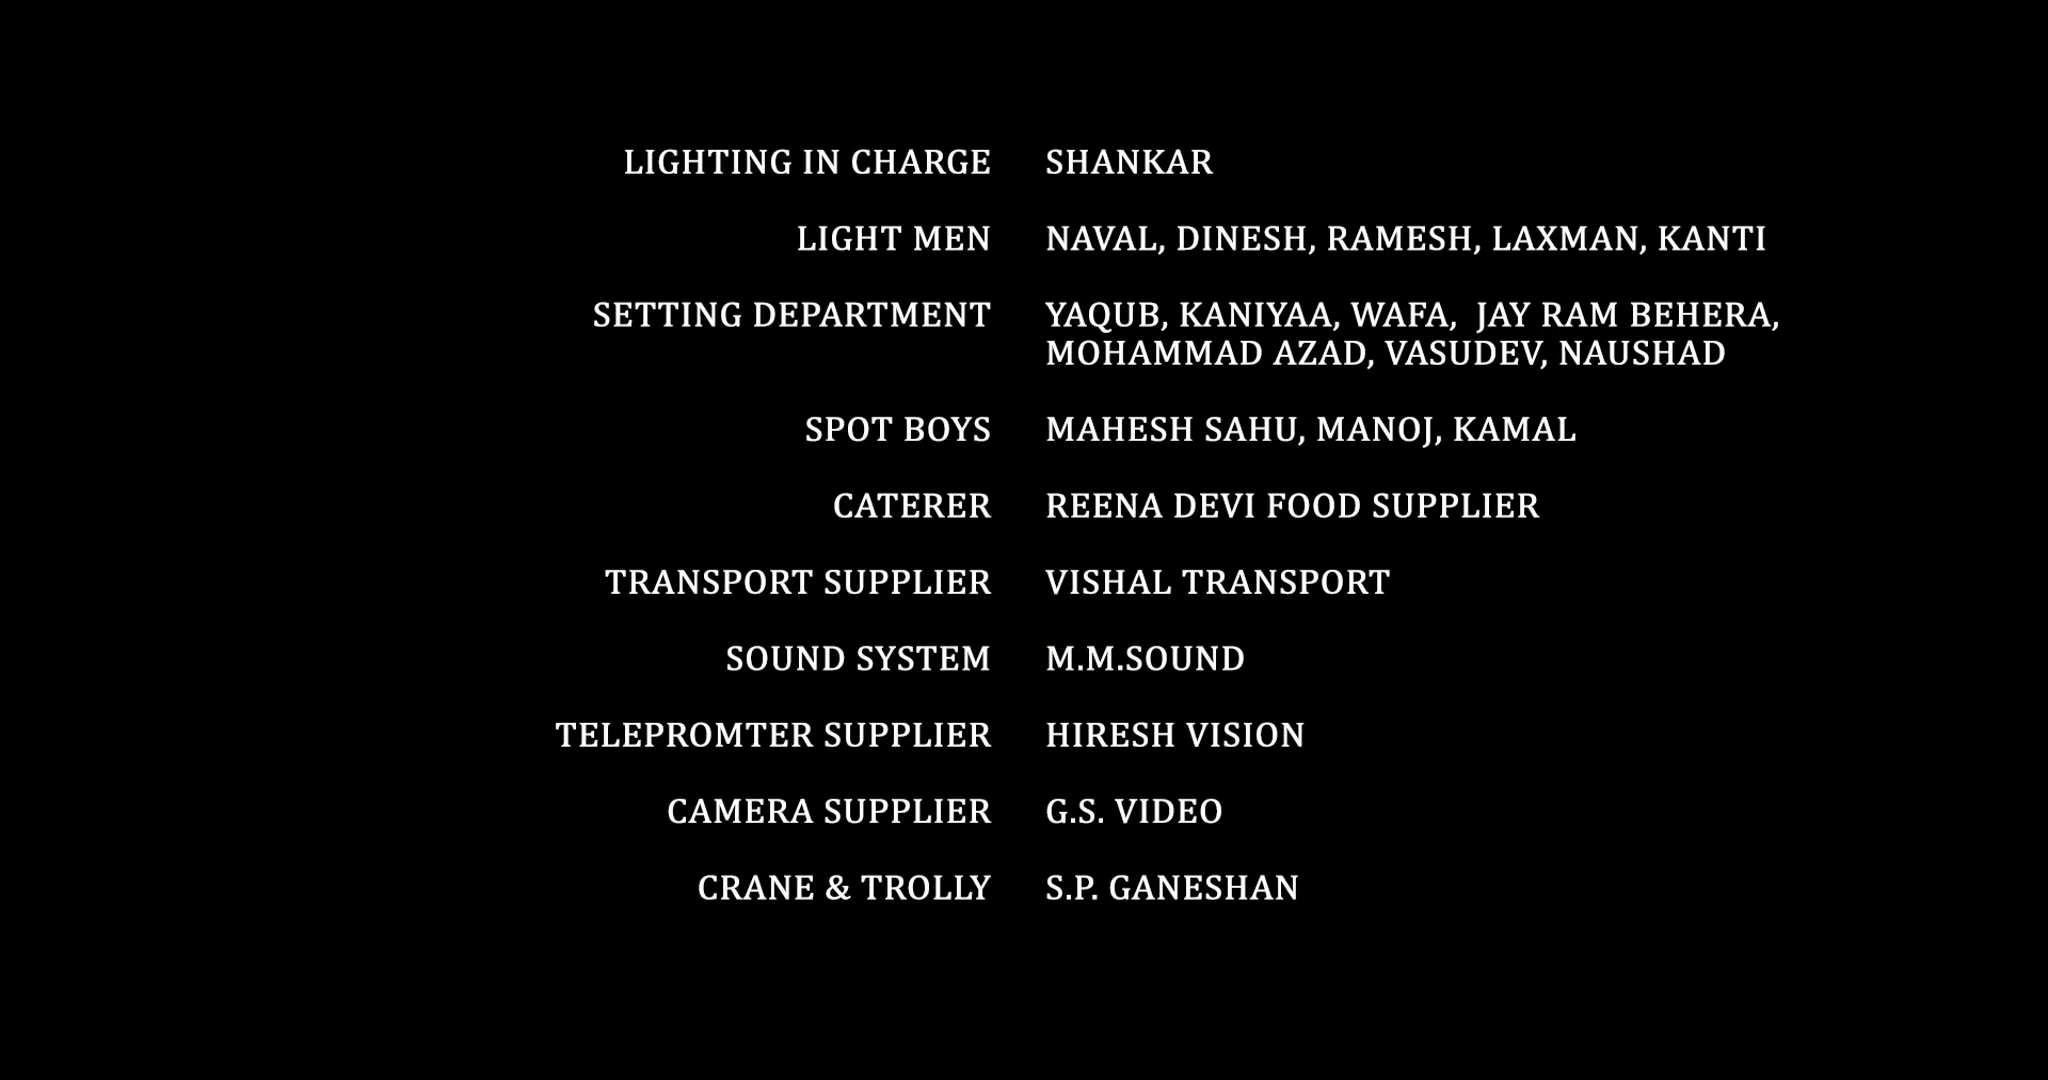 LIGHTING IN CHARGE SHANKAR
LIGHT MEN NAVAL, DINESH, RAMESH, LAXMAN, KANTI
SETTING DEPARTMENT YAQUB, KANIYAA, WAFA, JAY RAM BEHERA,
MOHAMMAD AZAD, VASUDEV, NAUSHAD
SPOT BOYS MAHESH SAHU, MANOJ, KAMAL
CATERER REENA DEVI FOOD SUPPLIER
TRANSPORT SUPPLIER VISHAL TRANSPORT
SOUND SYSTEM M.M.SOUND
TELEPROMTER SUPPLIER HIRESH VISION
CAMERA SUPPLIER G.S. VIDEO
CRANE & TROLLY S.P. GANESHAN